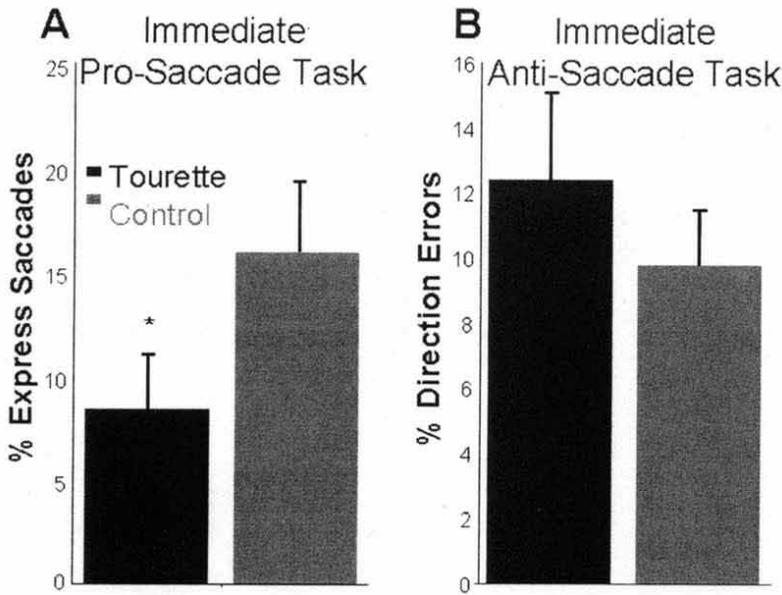 A
Immediate
Pro-Saccade Task
% Express Saccades
25
20
15
10
5
0
Tourette
Control
*
B
Immediate
Anti-Saccade Task
% Direction Errors
16
14
12
10
8
6
4
2
0